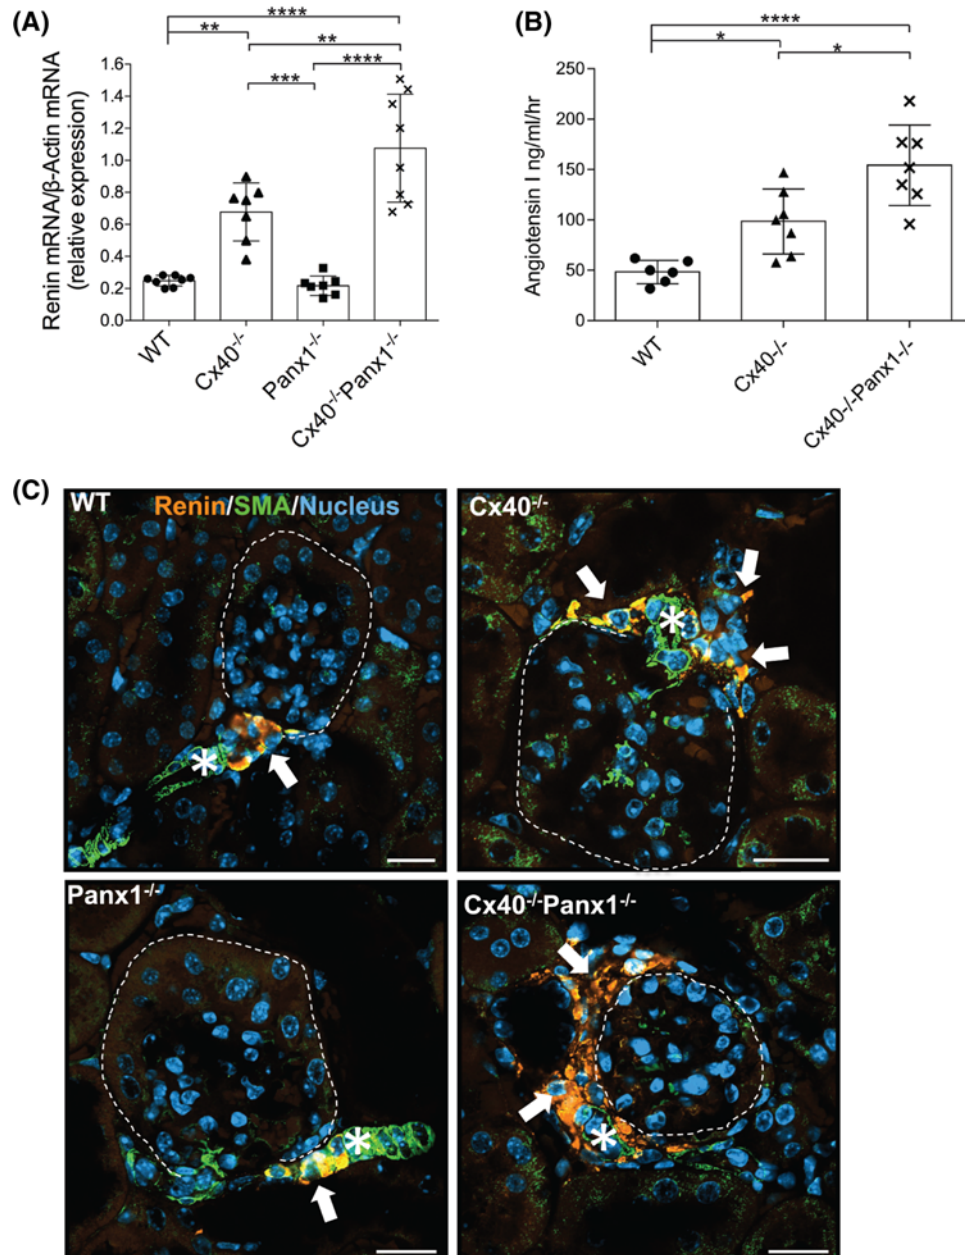 (A)
****
**
**
****
***
Renin mRNA/β-Actin mRNA
(relative expression)
1.6
1.4
1.2
1.0
0.8
0.6
0.4
0.2
0.0
WT
Cx40-/-
Panx1-/-
Cx40-/-Panx1-/-
(B)
****
*
*
Angiotensin I ng/ml/hr
250
200
150
100
50
0
WT
Cx40-/-
Cx40-/-Panx1-/-
(C)
WT
Renin/SMA/Nucleus
*
Cx40-/-
*
Panx1-/-
*
Cx40-/-Panx1-/-
*